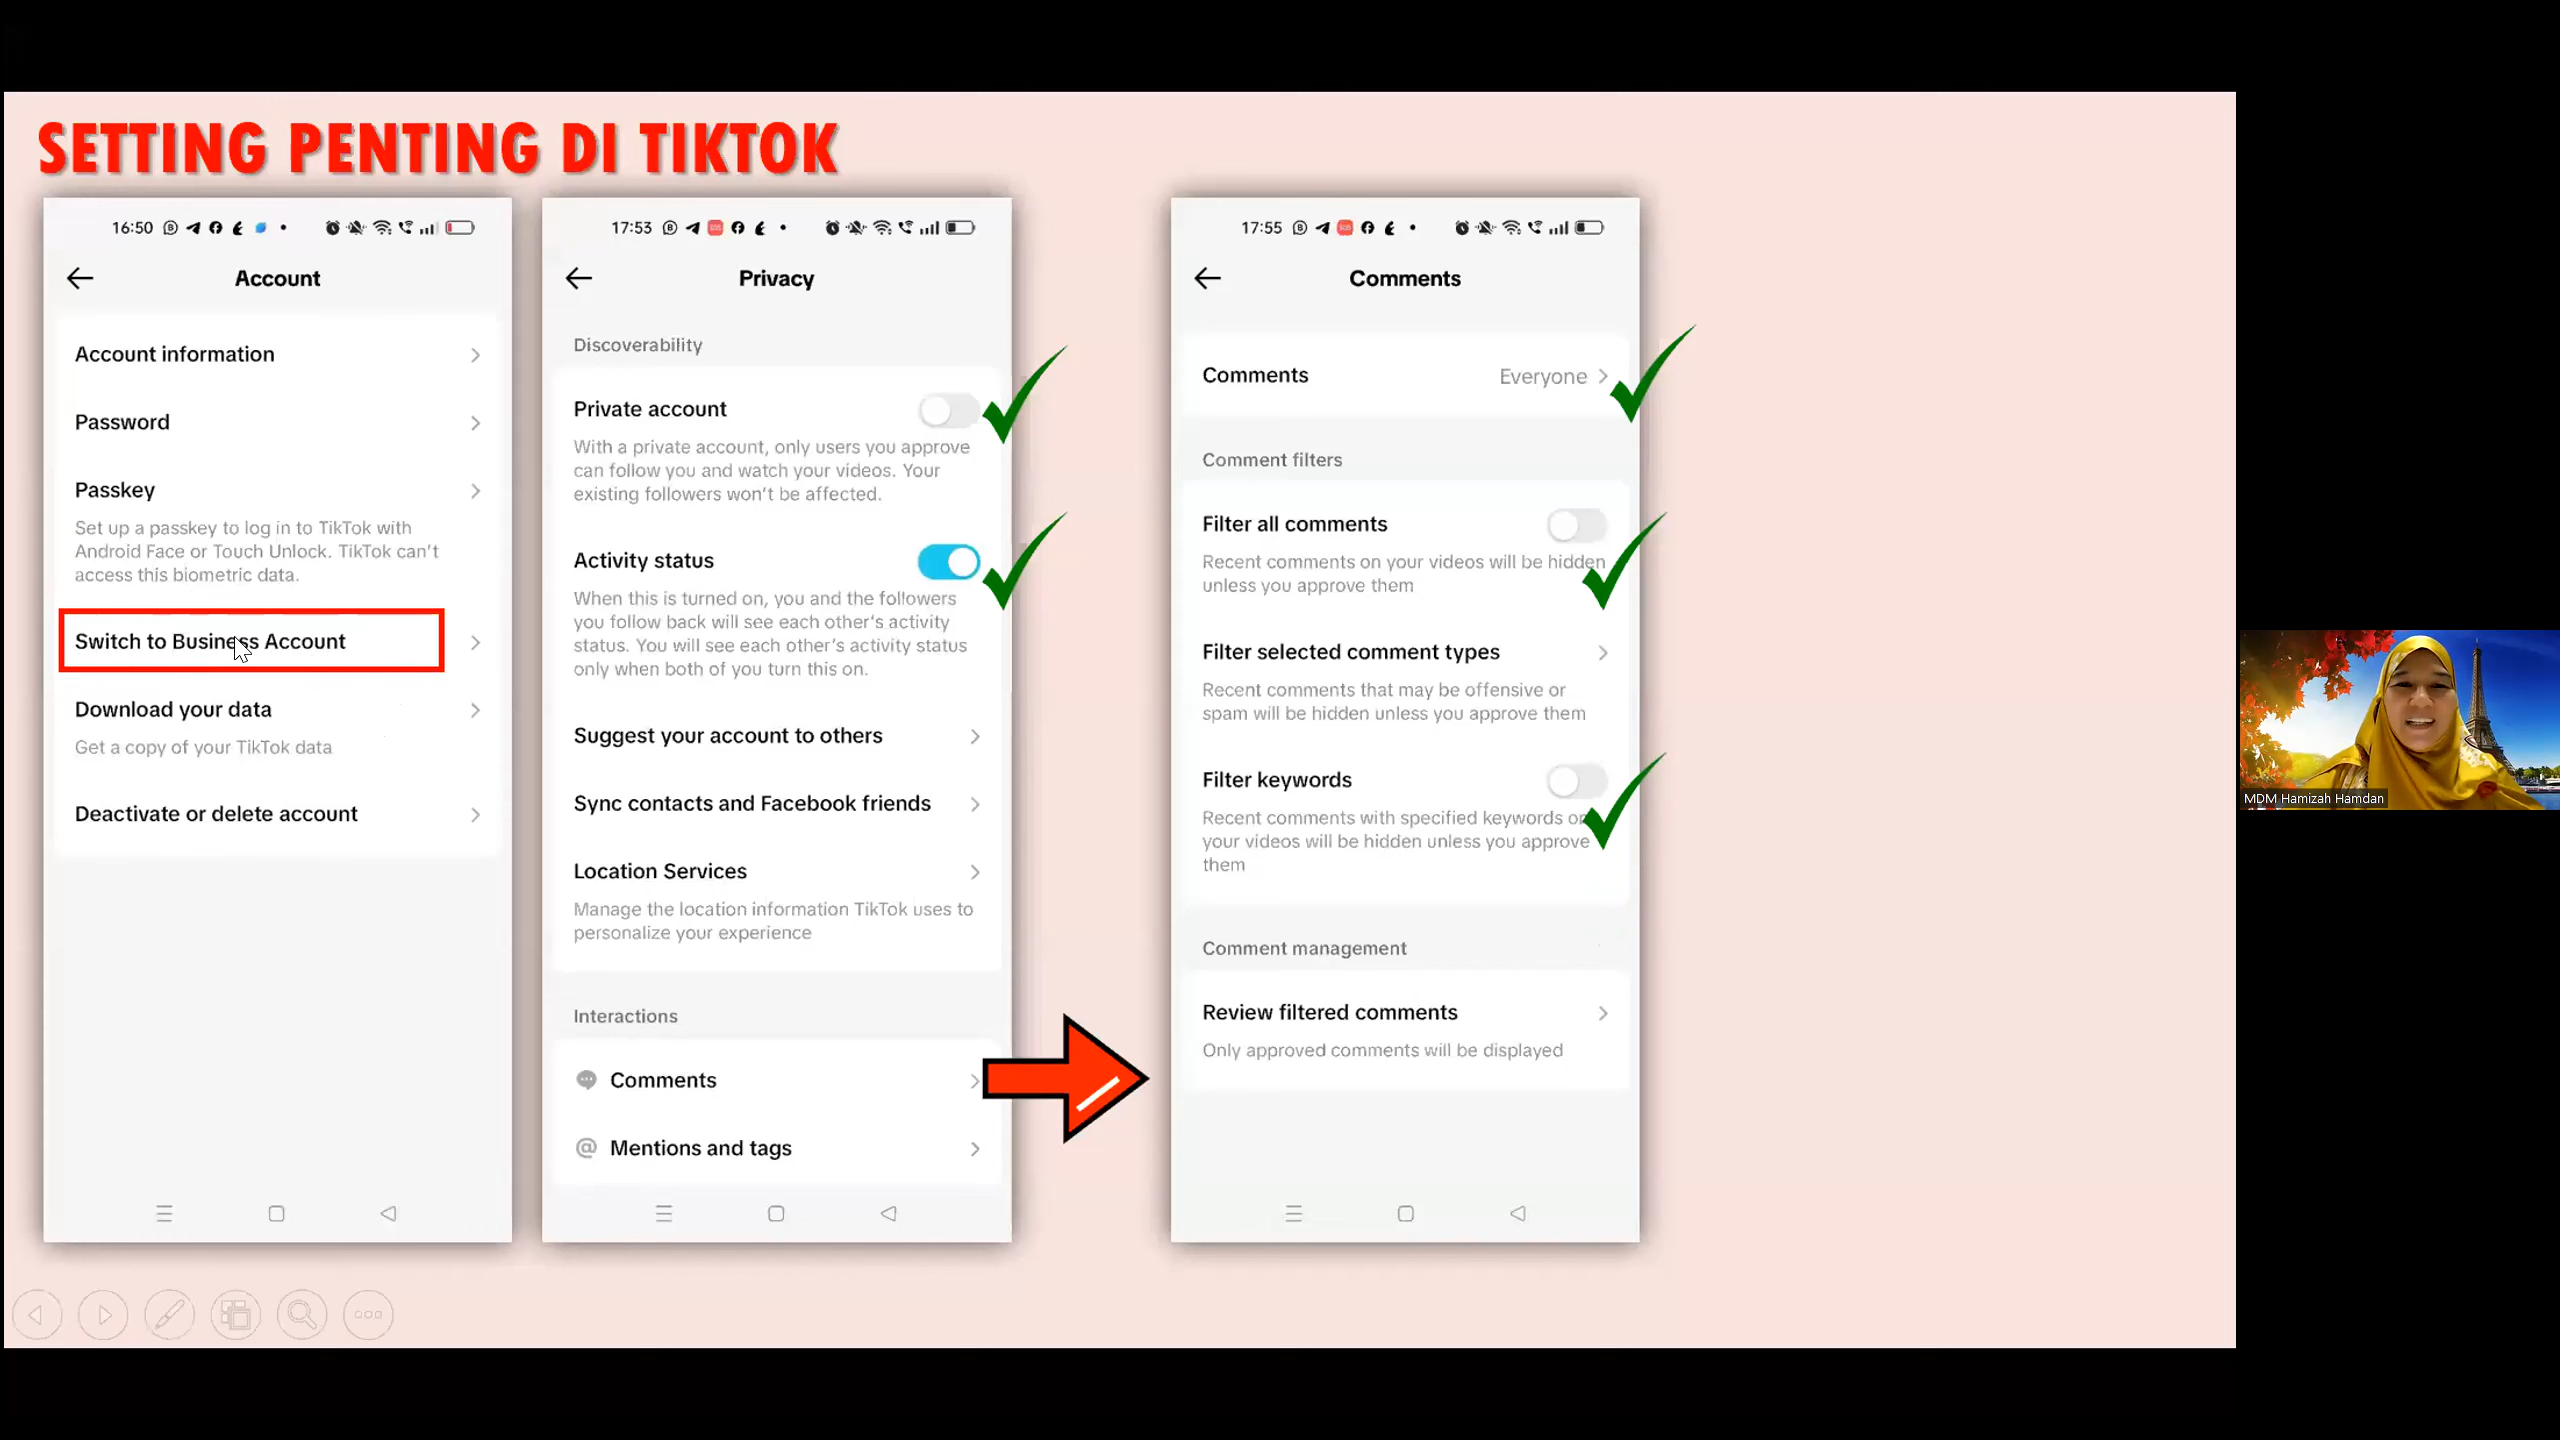 SETTING PENTING DI TIKTOK
16:50
Account
Account information
Password
Passkey
Set up a passkey to log in to TikTok with
Android Face or Touch Unlock. TikTok can't
access this biometric data.
Switch to Business Account
Download your data
Get a copy of your TikTok data
Deactivate or delete account
17:53
Privacy
Discoverability
Private account
With a private account, only users you approve
can follow you and watch your videos. Your
existing followers won't be affected.
Activity status
When this is turned on, you and the followers
you follow back will see each other's activity
status. You will see each other's activity status
only when both of you turn this on.
Suggest your account to others
Sync contacts and Facebook friends
Location Services
Manage the location information TikTok uses to
personalize your experience
Interactions
Comments
@ Mentions and tags
17:55
Comments
Comments Everyone
Comment filters
Filter all comments
Recent comments on your videos will be hidden
unless you approve them
Filter selected comment types
Recent comments that may be offensive or
spam will be hidden unless you approve them
Filter keywords
Recent comments with specified keywords on
your videos will be hidden unless you approve
them
Comment management
Review filtered comments
Only approved comments will be displayed
MDM Hamizah Hamdan